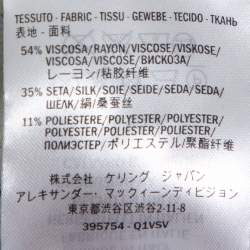 TESSUTO - FABRIC - TISSU - GEWEBE - TECIDO - ТКАНЬ
表地 - 面料
54% VISCOSA/RAYON/VISCOSE/VISKOSE/
VISCOSA/VISCOSE/ВИСКОЗА/
レーヨン/粘胶纤维
35% SETA/SILK/SOIE/SEIDE/SEDA/SEDA/
ШЕЛК/絹/桑蚕丝
11% POLIESTERE/POLYESTER/POLYESTER/
POLYESTER/POLIESTER/POLYESTER/
ПОЛИЭСТЕР/ポリエステル/聚酯纤维
株式会社 ケリング ジャパン
アレキサンダー・マックィーンディビジョン
東京都渋谷区渋谷2-11-8
395754 - Q1VSV